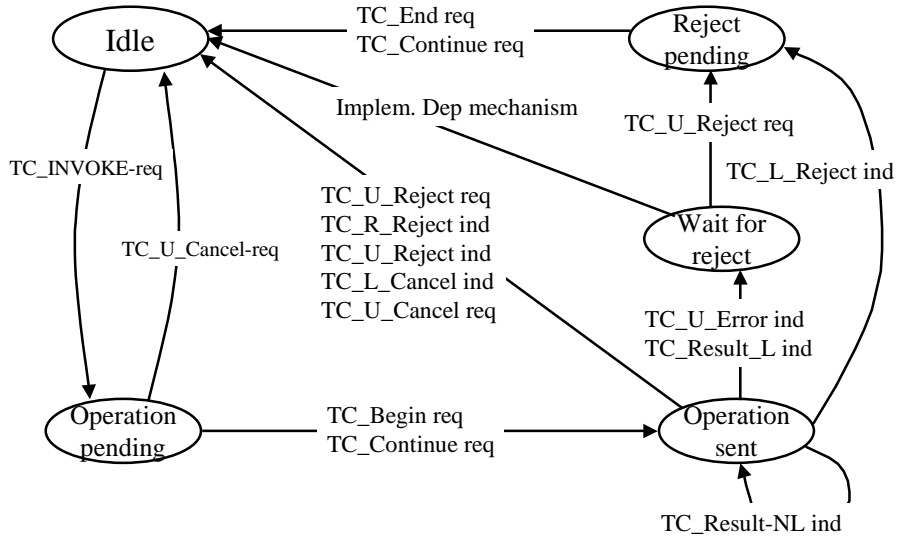 Idle
TC_End req
TC_Continue req
Reject
pending
Implem. Dep mechanism
TC_U_Reject req
TC_INVOKE-req
TC_L_Reject ind
TC_U_Reject req
TC_R_Reject ind
TC_U_Reject ind
TC_L_Cancel ind
TC_U_Cancel req
TC_U_Cancel-req
Wait for
reject
TC_U_Error ind
TC_Result_L ind
Operation
pending
TC_Begin req
TC_Continue req
Operation
sent
TC_Result-NL ind